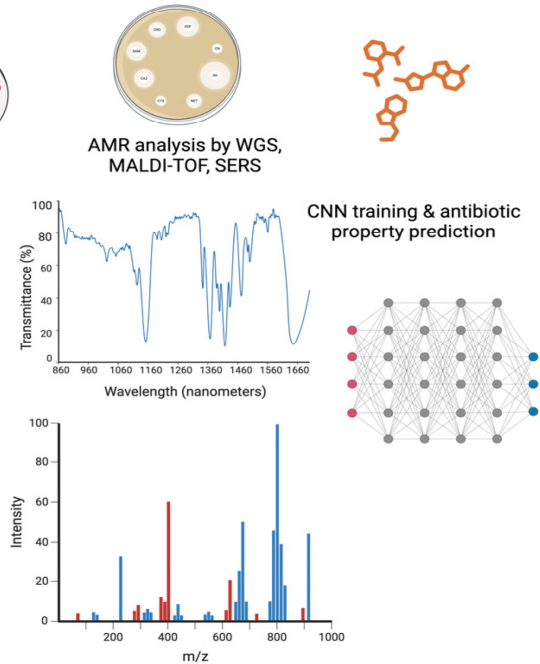 AMR analysis by WGS,
MALDI-TOF, SERS
CNN training & antibiotic
property prediction
Transmittance (%)
100
80
60
40
20
0
860 960 1060 1160 1260 1360 1460 1560 1660
Wavelength (nanometers)
Intensity
100
80
60
40
20
0
200 400 600 800 1000
m/z